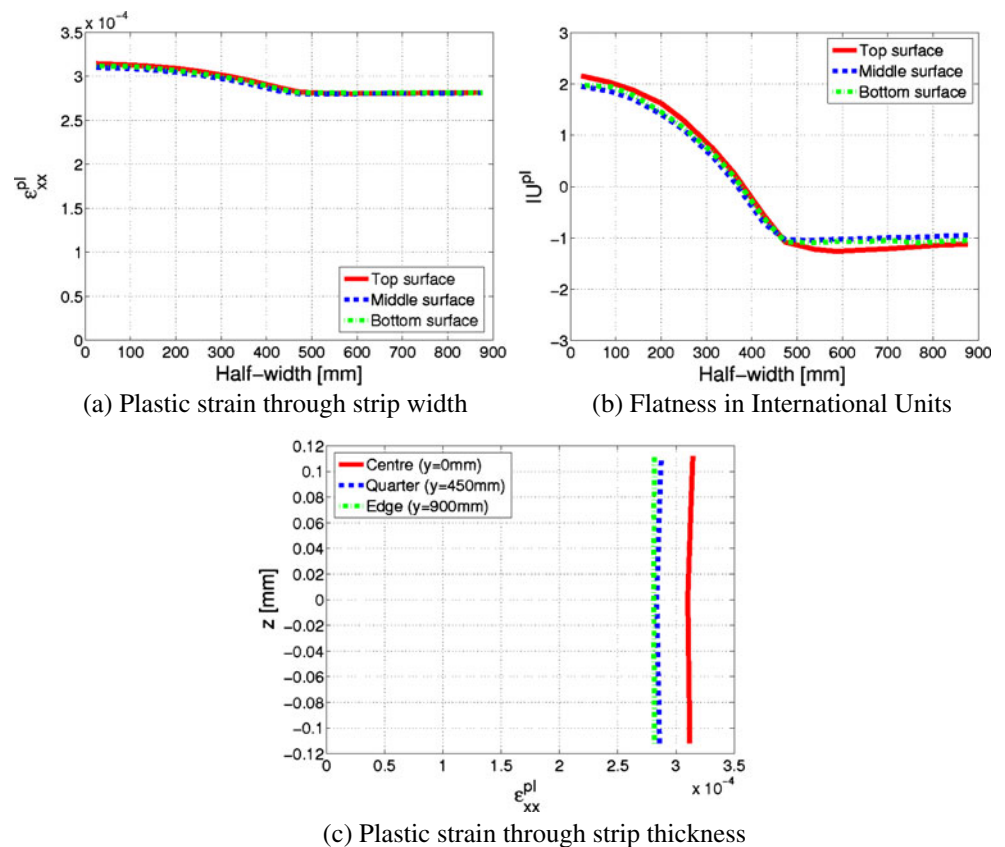 x 10⁻⁴
3.5
3
2.5
2
1.5
1
0.5
0
ε_xx^pl
Top surface
Middle surface
Bottom surface
0 100 200 300 400 500 600 700 800 900
Half-width [mm]
(a) Plastic strain through strip width
3
2
1
0
-1
-2
-3
IU^pl
Top surface
Middle surface
Bottom surface
0 100 200 300 400 500 600 700 800 900
Half-width [mm]
(b) Flatness in International Units
0.12
0.1
0.08
0.06
0.04
0.02
0
-0.02
-0.04
-0.06
-0.08
-0.1
-0.12
z [mm]
Centre (y=0mm)
Quarter (y=450mm)
Edge (y=900mm)
0 0.5 1 1.5 2 2.5 3 3.5
x 10⁻⁴
ε_xx^pl
(c) Plastic strain through strip thickness